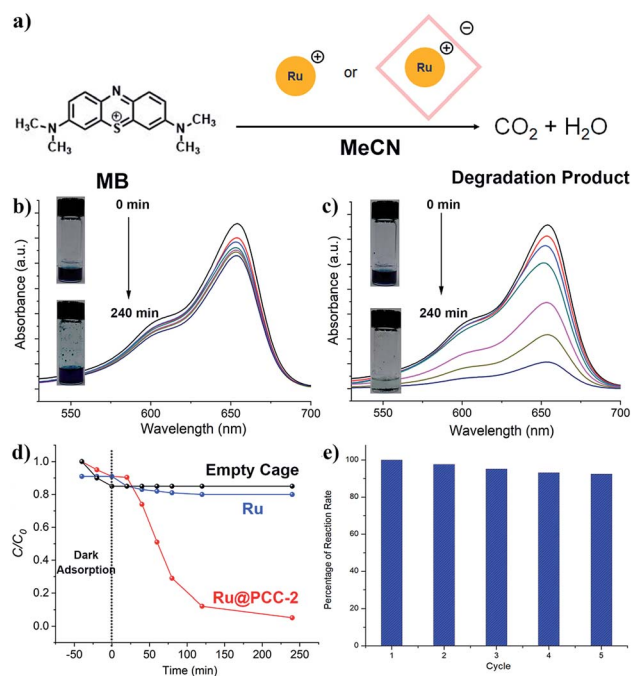 a)
Ru
⊕
or
Ru
⊕
⊖
N
S
⊕
H₃C
N
CH₃
N
CH₃
CH₃
MeCN
CO₂ + H₂O
MB
Degradation Product
b)
0 min
240 min
Absorbance (a.u.)
550 600 650 700
Wavelength (nm)
c)
0 min
240 min
Absorbance (a.u.)
550 600 650 700
Wavelength (nm)
d)
1.0
0.8
0.6
0.4
0.2
0.0
C/C₀
Empty Cage
Ru
Dark
Adsorption
Ru@PCC-2
-50 0 50 100 150 200 250
Time (min)
e)
100
80
60
40
20
0
Percentage of Reaction Rate
1 2 3 4 5
Cycle